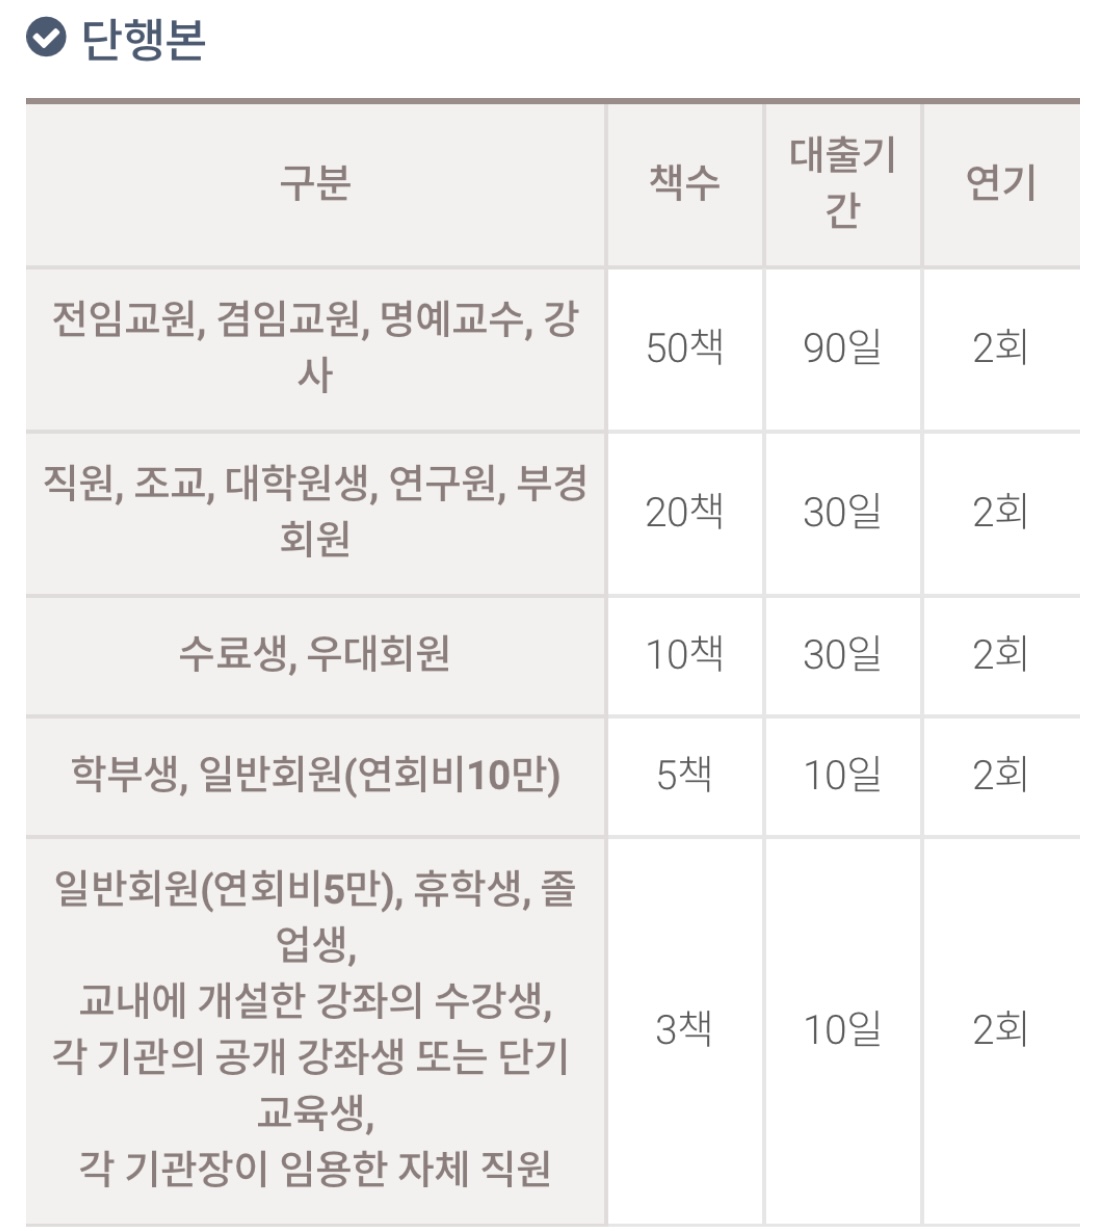 단행본
구분 책수 대출기 연기
간
전임교원, 겸임교원, 명예교수, 강 50책 90일 2회
사
직원, 조교, 대학원생, 연구원, 부경 20책 30일 2회
회원
수료생, 우대회원 10책 30일 2회
학부생, 일반회원(연회비10만) 5책 10일 2회
일반회원(연회비5만), 휴학생, 졸
업생,
교내에 개설한 강좌의 수강생,
각 기관의 공개 강좌생 또는 단기 3책 10일 2회
교육생,
각 기관장이 임용한 자체 직원